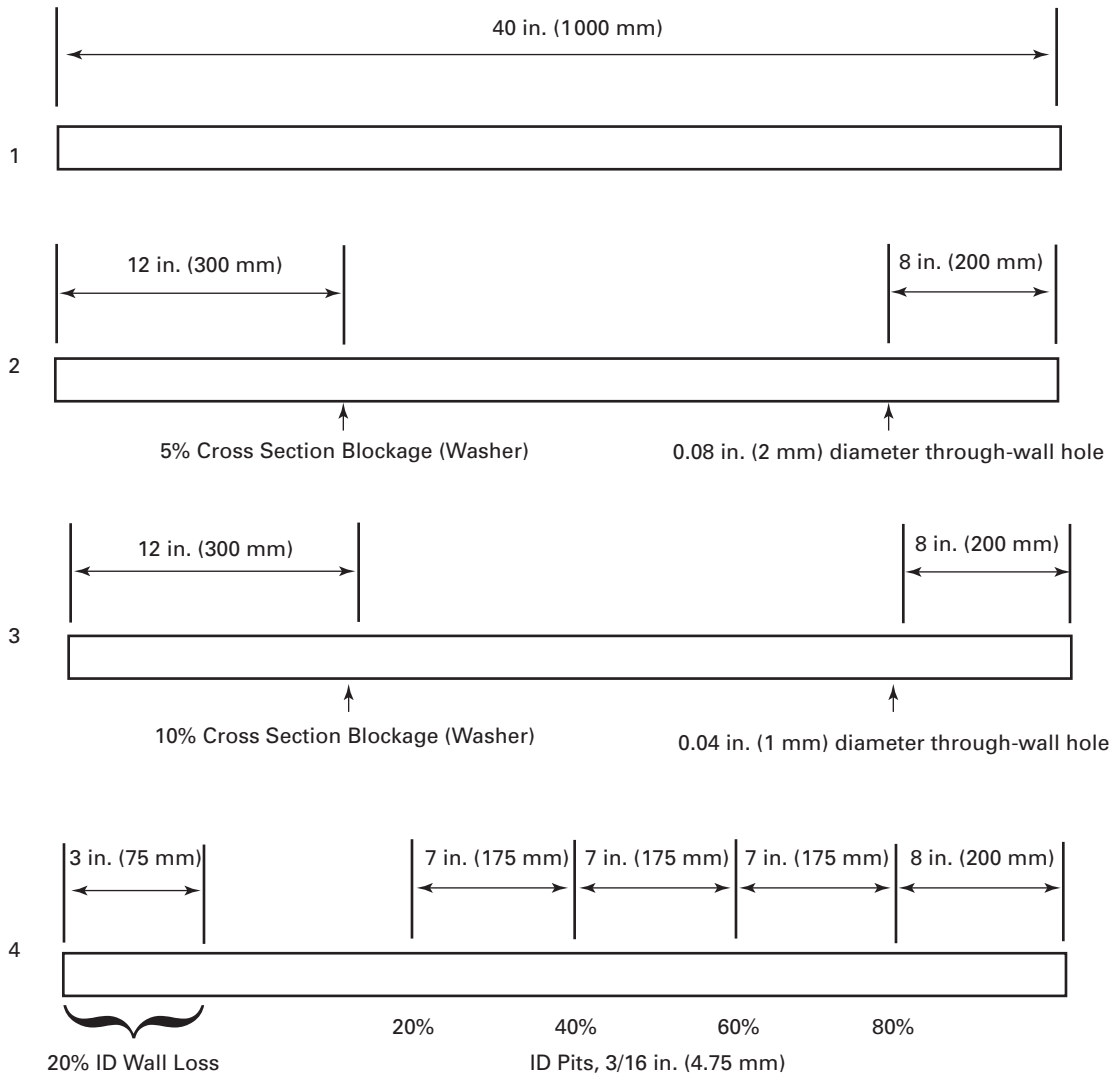 40 in. (1000 mm)
1
12 in. (300 mm)
8 in. (200 mm)
2
5% Cross Section Blockage (Washer)
0.08 in. (2 mm) diameter through-wall hole
12 in. (300 mm)
8 in. (200 mm)
3
10% Cross Section Blockage (Washer)
0.04 in. (1 mm) diameter through-wall hole
3 in. (75 mm)
7 in. (175 mm)
7 in. (175 mm)
7 in. (175 mm)
8 in. (200 mm)
4
20%
40%
60%
80%
20% ID Wall Loss
ID Pits, 3/16 in. (4.75 mm)